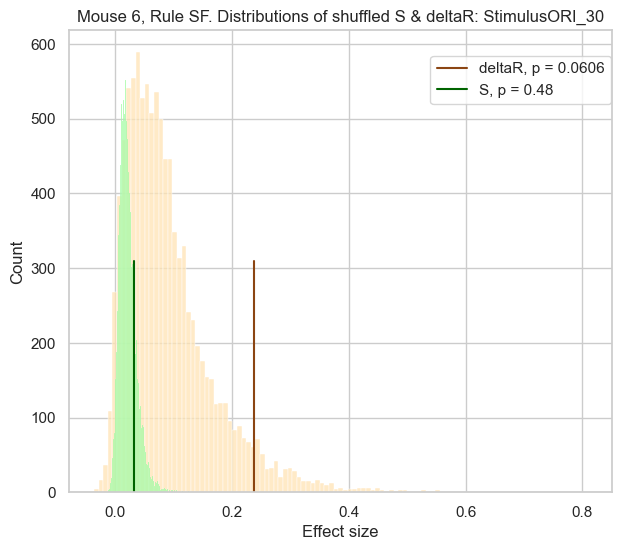 Mouse 6, Rule SF. Distributions of shuffled S & deltaR: StimulusORI_30
deltaR, p = 0.0606
S, p = 0.48
600
500
400
300
200
100
0
Count
0.0 0.2 0.4 0.6 0.8
Effect size